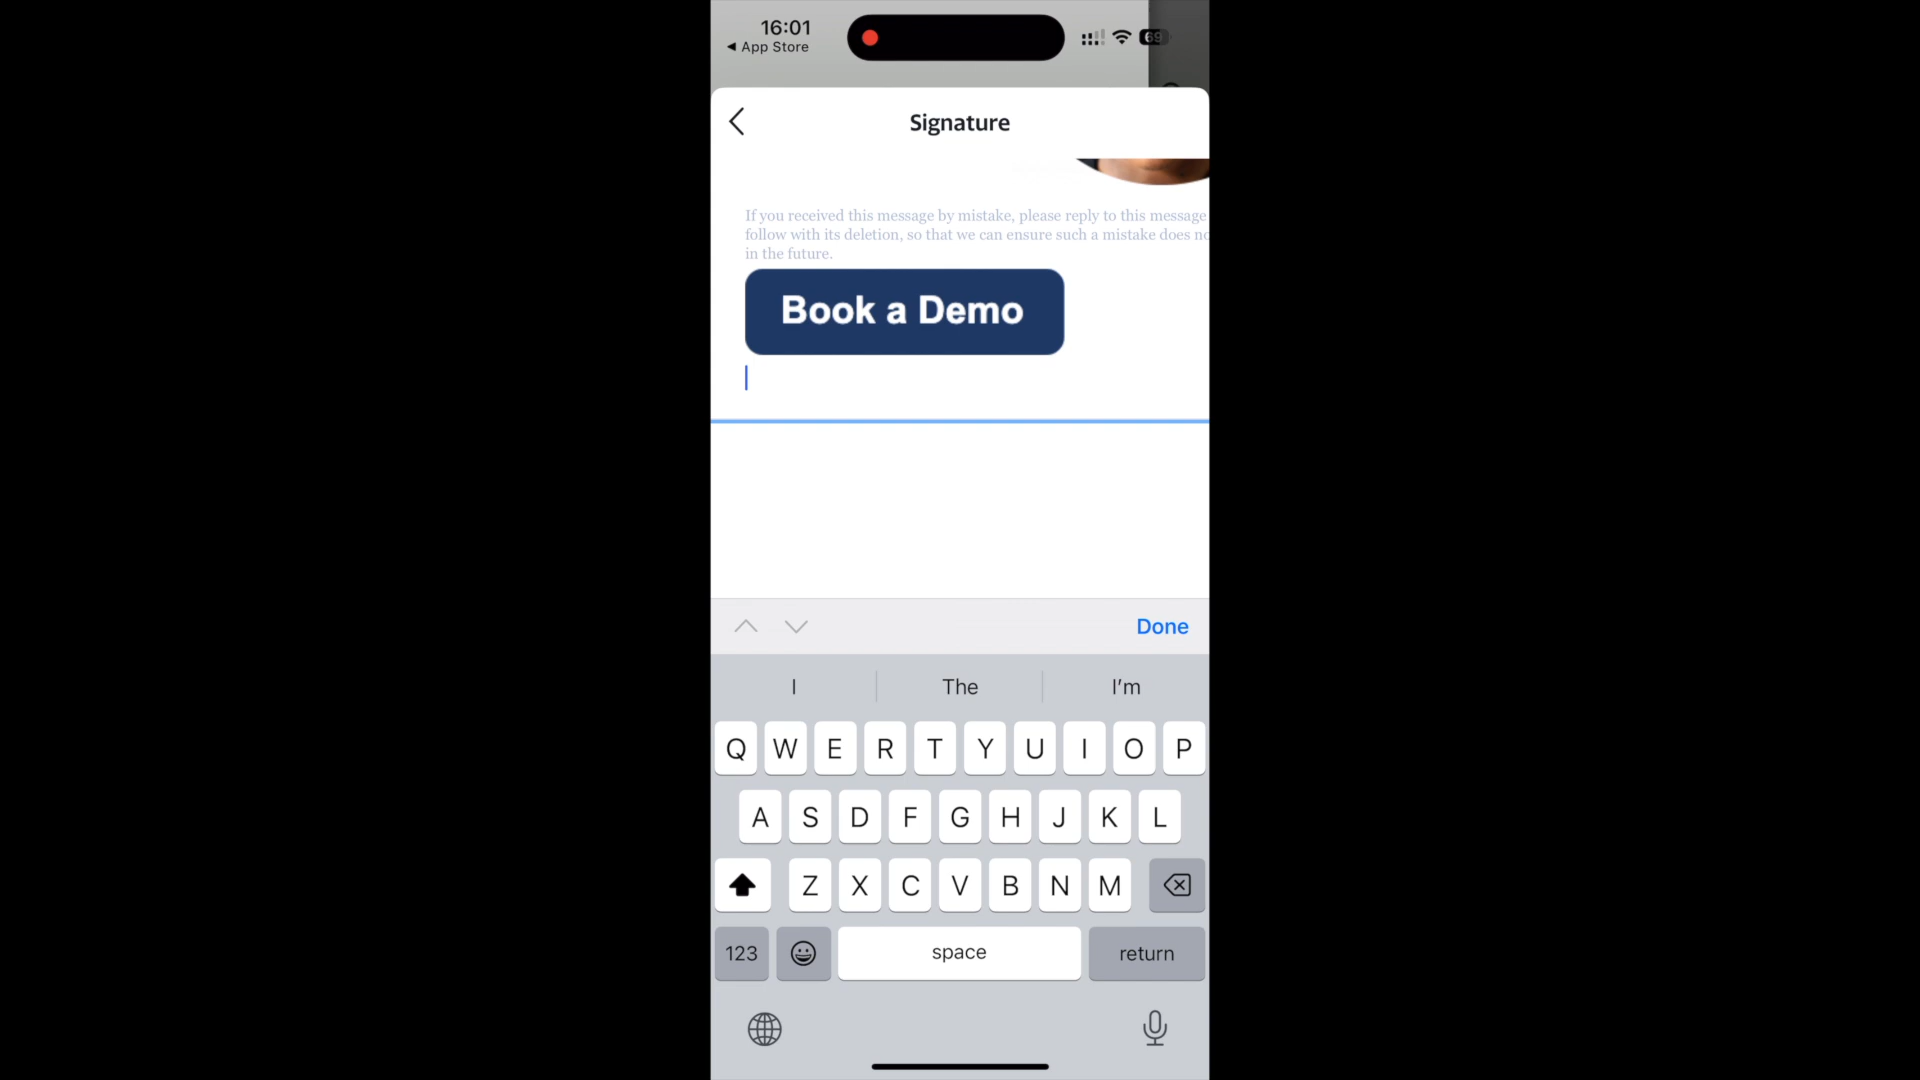 16:01
◀ App Store
69
Signature
If you received this message by mistake, please reply to this message
follow with its deletion, so that we can ensure such a mistake does
in the future.
Book a Demo
Done
I The I'm
Q W E R T Y U I O P
A S D F G H J K L
Z X C V B N M
123 space return